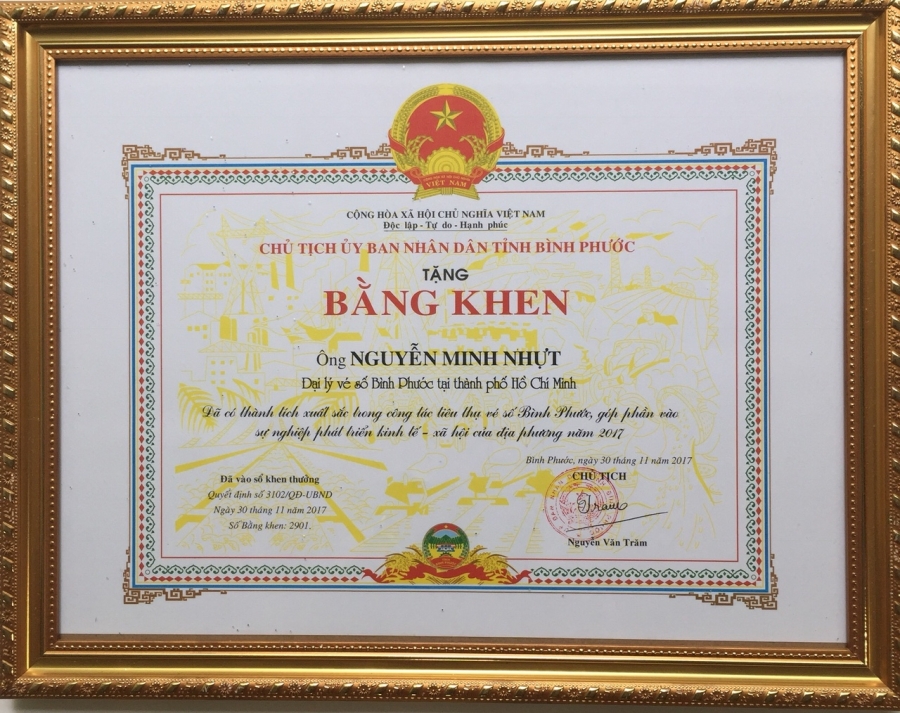 VIỆT NAM
CỘNG HÒA XÃ HỘI CHỦ NGHĨA VIỆT NAM
Độc lập - Tự do - Hạnh phúc
CHỦ TỊCH ỦY BAN NHÂN DÂN TỈNH BÌNH PHƯỚC
TẶNG
BẰNG KHEN
Ông NGUYỄN MINH NHỰT
Đại lý vé số Bình Phước tại thành phố Hồ Chí Minh
Đã có thành tích xuất sắc trong công tác tiêu thụ vé số Bình Phước, góp phần vào
sự nghiệp phát triển kinh tế - xã hội của địa phương năm 2017
Bình Phước, ngày 30 tháng 11 năm 2017
CHỦ TỊCH
Nguyễn Văn Trăm
Đã vào sổ khen thưởng
Quyết định số 3102/QĐ-UBND
Ngày 30 tháng 11 năm 2017
Số Bằng khen: 2901.